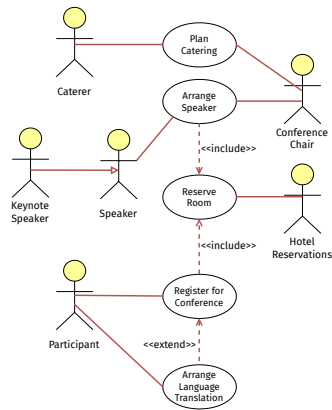 Plan
Catering
Caterer
Arrange
Speaker
Conference
Chair
<<include>>
Keynote
Speaker
Speaker
Reserve
Room
Hotel
Reservations
<<include>>
Register for
Conference
Participant
<<extend>>
Arrange
Language
Translation